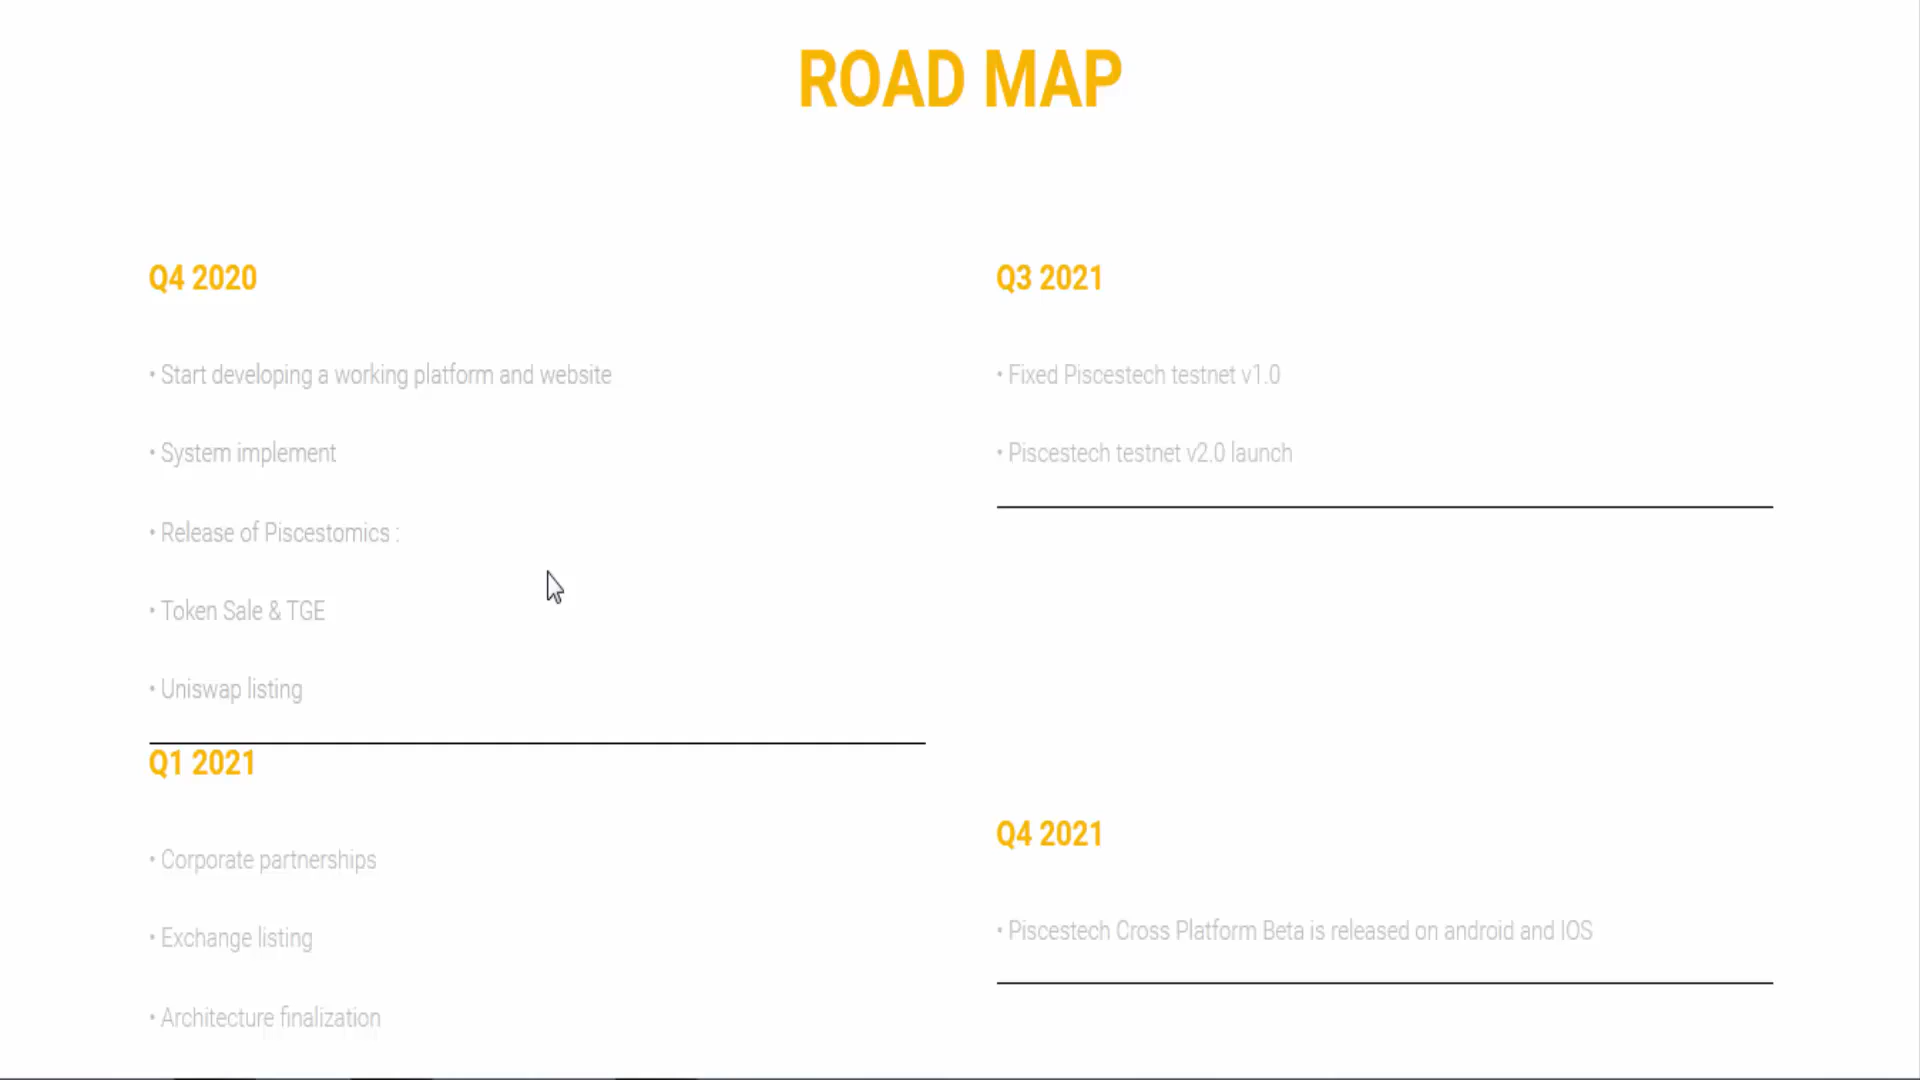 ROAD MAP
Q4 2020
• Start developing a working platform and website
• System implement
• Release of Piscestomics :
• Token Sale & TGE
• Uniswap listing
Q1 2021
• Corporate partnerships
• Exchange listing
• Architecture finalization
Q3 2021
• Fixed Piscestech testnet v1.0
• Piscestech testnet v2.0 launch
Q4 2021
• Piscestech Cross Platform Beta is released on android and IOS